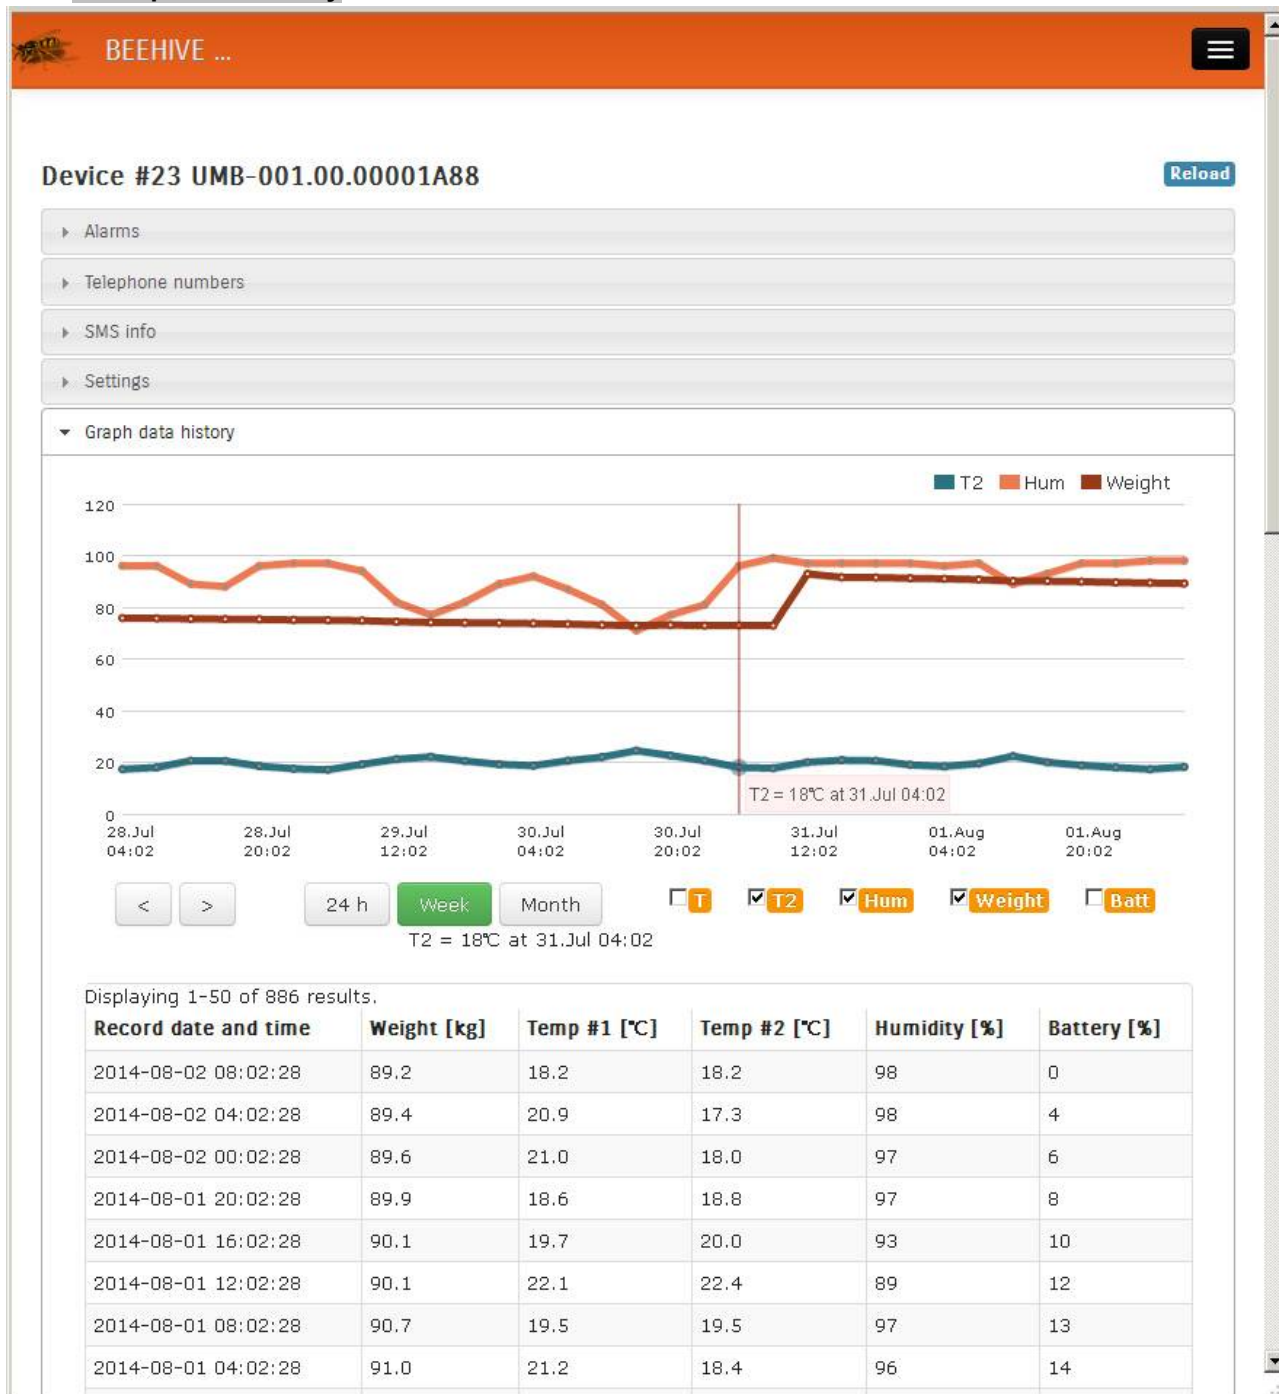 BEEHIVE ...
Device #23 UMB-001.00.00001A88
Reload
Alarms
Telephone numbers
SMS info
Settings
Graph data history
T2 Hum Weight
120
100
80
60
40
20
0
T2 = 18°C at 31.Jul 04:02
28.Jul 28.Jul 29.Jul 30.Jul 30.Jul 31.Jul 01.Aug 01.Aug
04:02 20:02 12:02 04:02 20:02 12:02 04:02 20:02
< > 24 h Week Month T T2 Hum Weight Batt
T2 = 18°C at 31.Jul 04:02
Displaying 1-50 of 886 results.
Record date and time Weight [kg] Temp #1 [°C] Temp #2 [°C] Humidity [%] Battery [%]
2014-08-02 08:02:28 89.2 18.2 18.2 98 0
2014-08-02 04:02:28 89.4 20.9 17.3 98 4
2014-08-02 00:02:28 89.6 21.0 18.0 97 6
2014-08-01 20:02:28 89.9 18.6 18.8 97 8
2014-08-01 16:02:28 90.1 19.7 20.0 93 10
2014-08-01 12:02:28 90.1 22.1 22.4 89 12
2014-08-01 08:02:28 90.7 19.5 19.5 97 13
2014-08-01 04:02:28 91.0 21.2 18.4 96 14